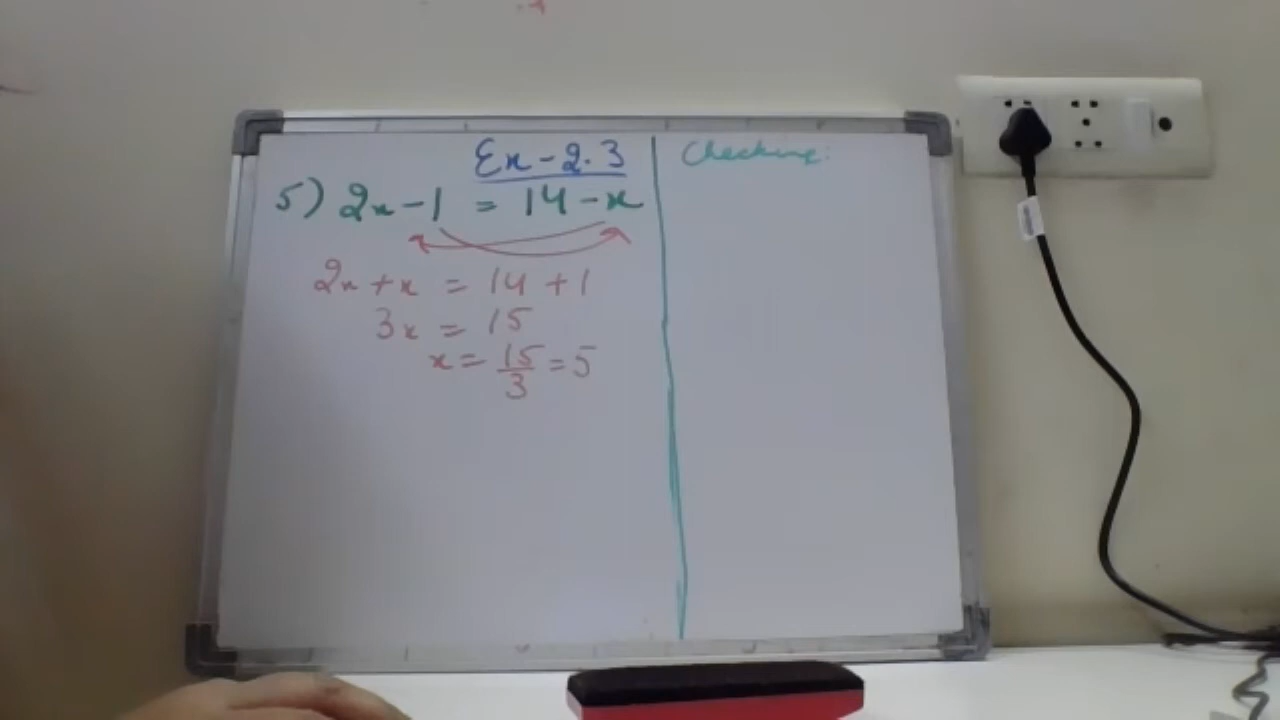 Ex - 2.3
5) 2x - 1 = 14 - x
2x + x = 14 + 1
3x = 15
x = 15/3 = 5
Checking: